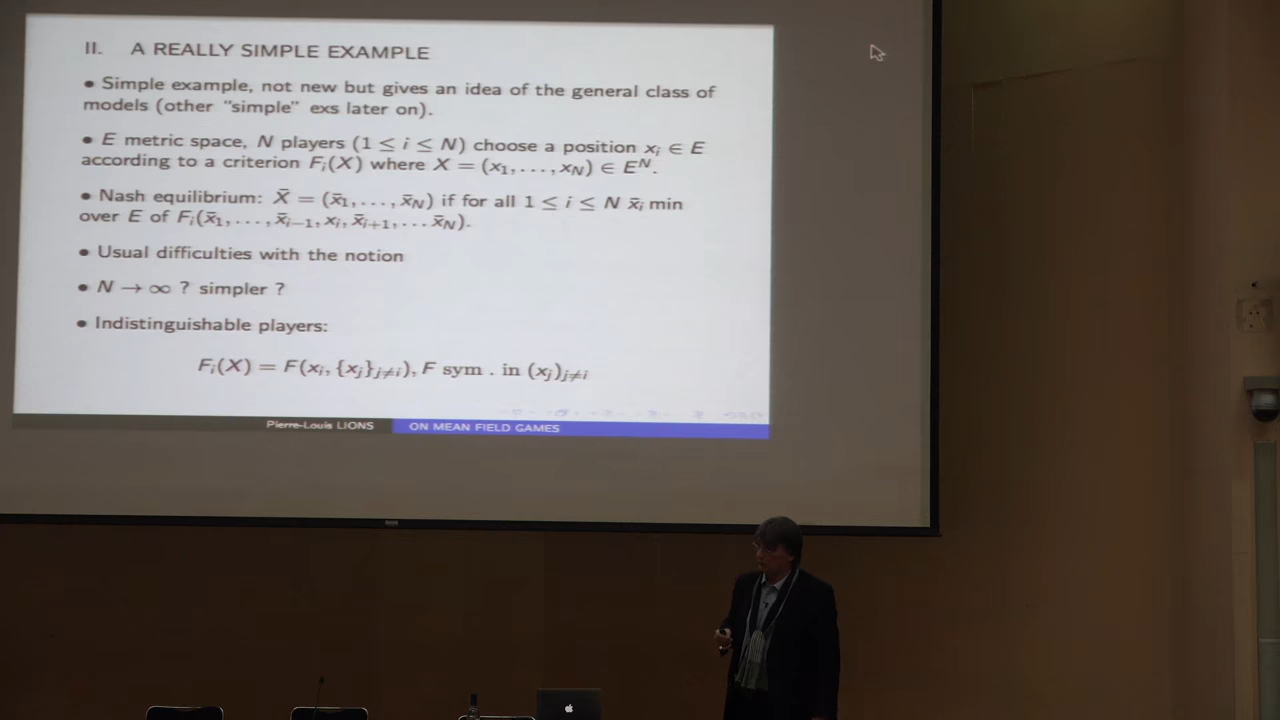 II. A REALLY SIMPLE EXAMPLE
• Simple example, not new but gives an idea of the general class of
models (other "simple" exs later on).
• E metric space, N players (1 ≤ i ≤ N) choose a position xᵢ ∈ E
according to a criterion Fᵢ(X) where X = (x₁, . . . , x_N) ∈ E^N.
• Nash equilibrium: X̄ = (x̄₁, . . . , x̄_N) if for all 1 ≤ i ≤ N x̄ᵢ min
over E of Fᵢ(x̄₁, . . . , x̄ᵢ₋₁, xᵢ, x̄ᵢ₊₁, . . . x̄_N).
• Usual difficulties with the notion
• N → ∞ ? simpler ?
• Indistinguishable players:
Fᵢ(X) = F(xᵢ, {xⱼ}ⱼ≠ᵢ), F sym . in (xⱼ)ⱼ≠ᵢ
Pierre-Louis LIONS ON MEAN FIELD GAMES